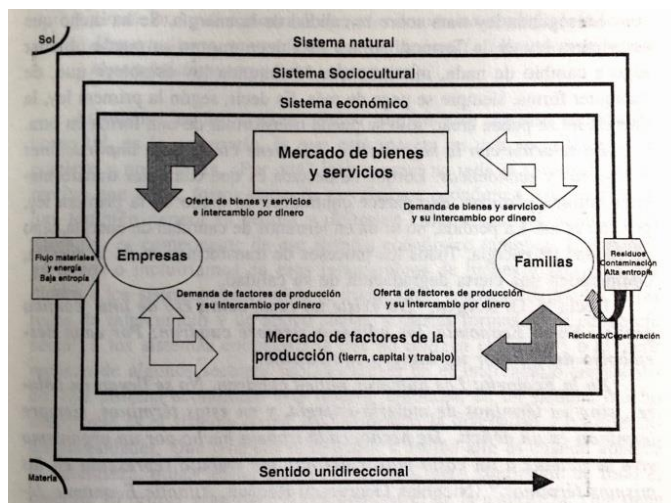 Sol
Sistema natural
Sistema Sociocultural
Sistema económico
Mercado de bienes
y servicios
Oferta de bienes y servicios
e intercambio por dinero
Demanda de bienes y servicios
y su intercambio por dinero
Flujo materiales
y energía
Baja entropía
Empresas
Familias
Residuos
Contaminación
Alta entropía
Demanda de factores de producción
y su intercambio por dinero
Oferta de factores de producción
y su intercambio por dinero
Mercado de factores de la
producción (tierra, capital y trabajo)
Reciclado/Cogeneración
Materia
Sentido unidireccional